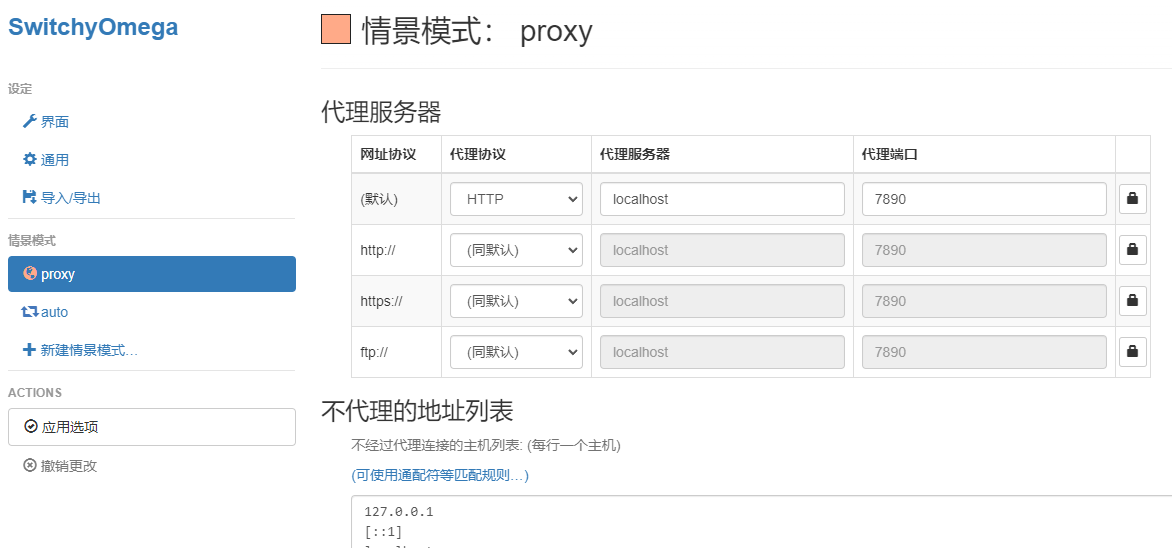 SwitchyOmega
设定
界面
通用
导入/导出
情景模式
proxy
auto
新建情景模式…
ACTIONS
应用选项
撤销更改
情景模式： proxy
代理服务器
网址协议 代理协议 代理服务器 代理端口
(默认) HTTP localhost 7890
http:// (同默认) localhost 7890
https:// (同默认) localhost 7890
ftp:// (同默认) localhost 7890
不代理的地址列表
不经过代理连接的主机列表: (每行一个主机)
(可使用通配符等匹配规则…)
127.0.0.1
[::1]